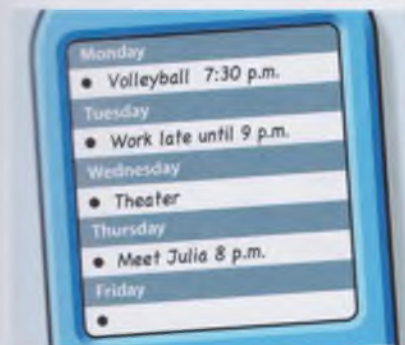 Monday
• Volleyball 7:30 p.m.
Tuesday
• Work late until 9 p.m.
Wednesday
• Theater
Thursday
• Meet Julia 8 p.m.
Friday
•